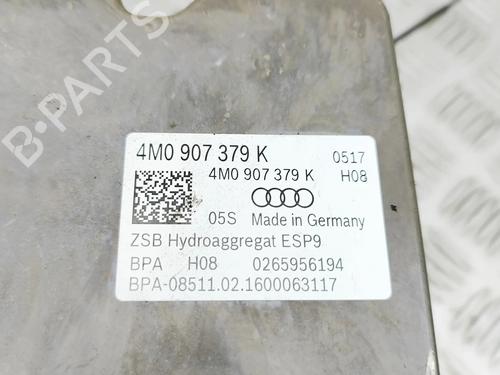 B-PARTS
4M0 907 379 K 0517
4M0 907 379 K H08
05S Made in Germany
ZSB Hydroaggregat ESP9
BPA H08 0265956194
BPA-08511.02.1600063117